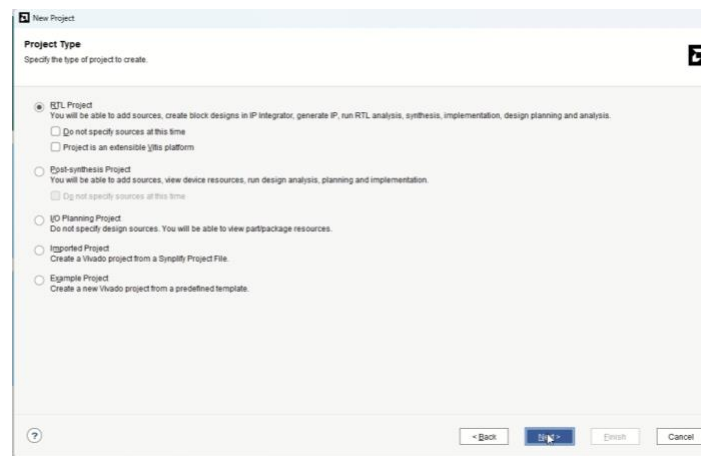 New Project
Project Type
Specify the type of project to create.
RTL Project
You will be able to add sources, create block designs in IP Integrator, generate IP, run RTL analysis, synthesis, implementation, design planning and analysis.
Do not specify sources at this time
Project is an extensible Vitis platform
Post-synthesis Project
You will be able to add sources, view device resources, run design analysis, planning and implementation.
Do not specify sources at this time
I/O Planning Project
Do not specify design sources. You will be able to view part/package resources.
Imported Project
Create a Vivado project from a Synplify Project File.
Example Project
Create a new Vivado project from a predefined template.
? < Back Next > Finish Cancel